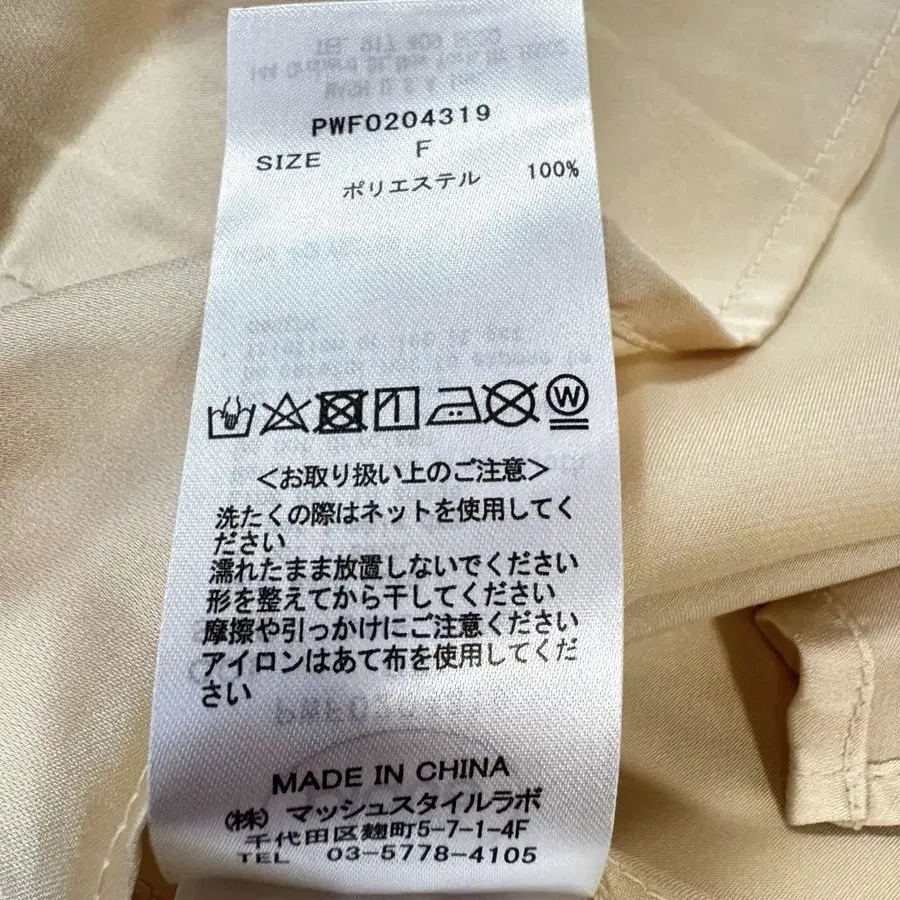 PWF0204319
SIZE F
ポリエステル 100%
W
<お取り扱い上のご注意>
洗たくの際はネットを使用してく
ださい
濡れたまま放置しないでください
形を整えてから干してください
摩擦や引っかけにご注意ください
アイロンはあて布を使用してくだ
さい
MADE IN CHINA
(株) マッシュスタイルラボ
千代田区麹町5-7-1-4F
TEL 03-5778-4105